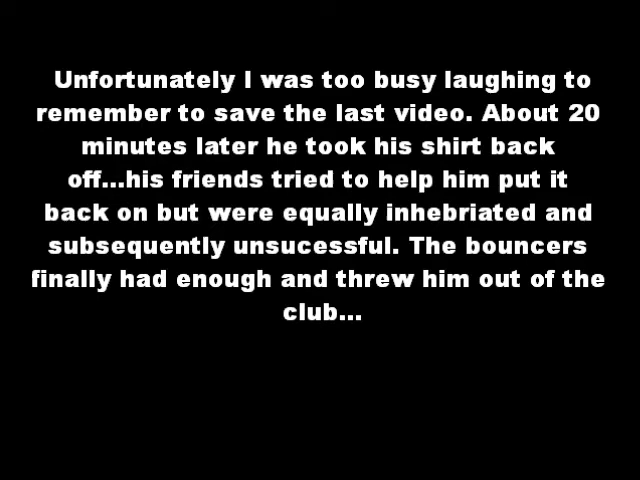 Unfortunately I was too busy laughing to
remember to save the last video. About 20
minutes later he took his shirt back
off...his friends tried to help him put it
back on but were equally inhebriated and
subsequently unsucessful. The bouncers
finally had enough and threw him out of the
club...